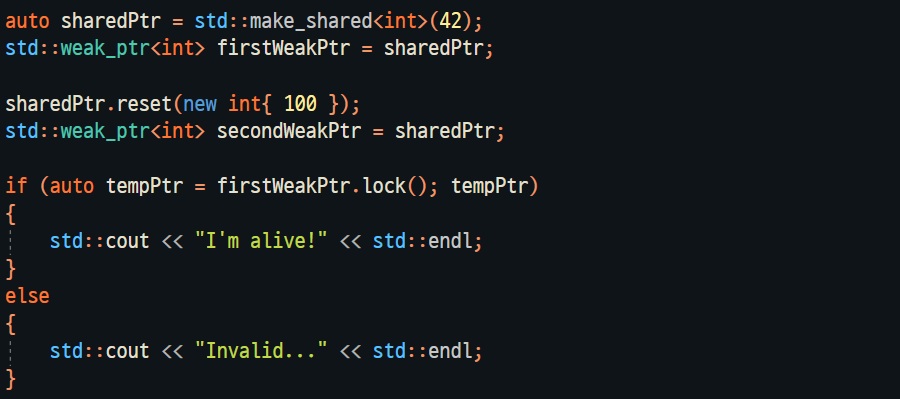 auto sharedPtr = std::make_shared<int>(42);
std::weak_ptr<int> firstWeakPtr = sharedPtr;

sharedPtr.reset(new int{ 100 });
std::weak_ptr<int> secondWeakPtr = sharedPtr;

if (auto tempPtr = firstWeakPtr.lock(); tempPtr)
{
    std::cout << "I'm alive!" << std::endl;
}
else
{
    std::cout << "Invalid..." << std::endl;
}